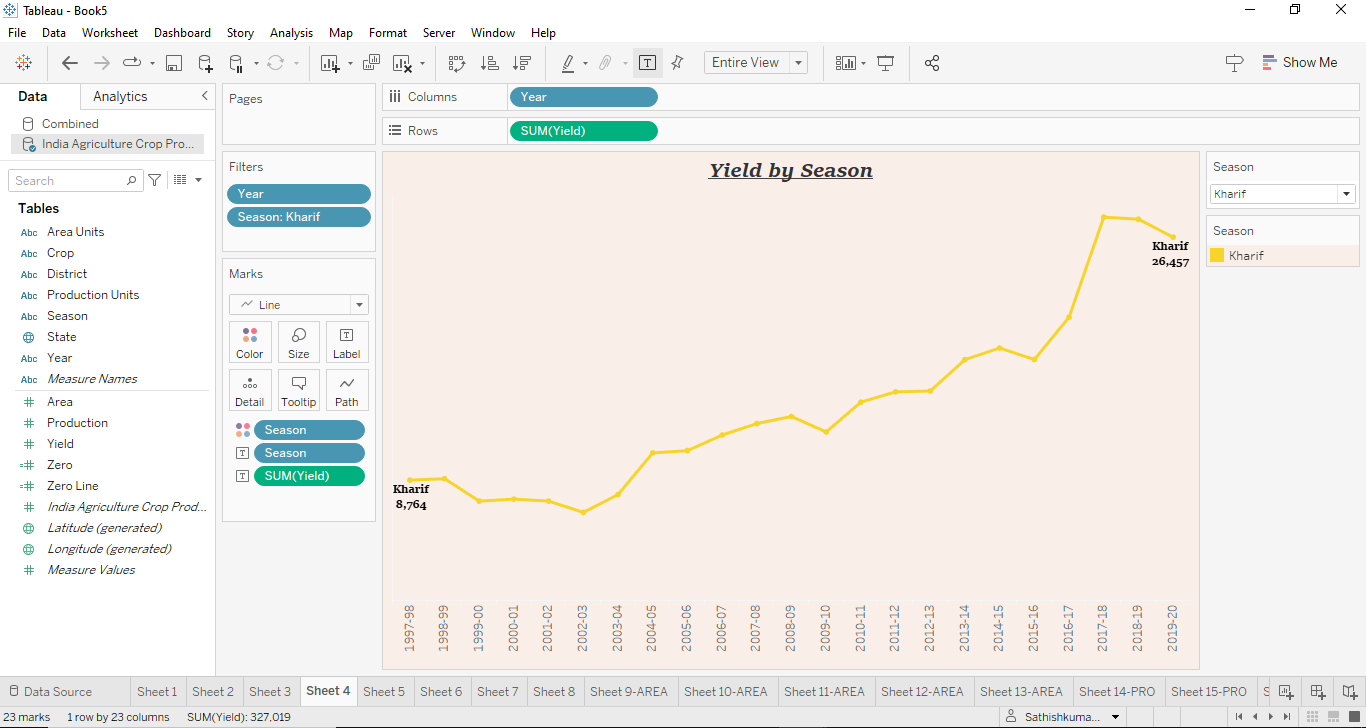 Tableau - Book5
File Data Worksheet Dashboard Story Analysis Map Format Server Window Help
Entire View
Show Me
Data
Analytics
Combined
India Agriculture Crop Pro...
Search
Tables
Abc Area Units
Abc Crop
Abc District
Abc Production Units
Abc Season
State
Abc Year
Abc Measure Names
Area
Production
Yield
Zero
Zero Line
India Agriculture Crop Prod...
Latitude (generated)
Longitude (generated)
Measure Values
Pages
Filters
Year
Season: Kharif
Marks
Line
Color
Size
Label
Detail
Tooltip
Path
Season
Season
SUM(Yield)
Columns
Year
Rows
SUM(Yield)
Yield by Season
Kharif
8,764
Kharif
26,457
1997-98
1998-99
1999-00
2000-01
2001-02
2002-03
2003-04
2004-05
2005-06
2006-07
2007-08
2008-09
2009-10
2010-11
2011-12
2012-13
2013-14
2014-15
2015-16
2016-17
2017-18
2018-19
2019-20
Season
Kharif
Season
Kharif
Data Source
Sheet 1
Sheet 2
Sheet 3
Sheet 4
Sheet 5
Sheet 6
Sheet 7
Sheet 8
Sheet 9-AREA
Sheet 10-AREA
Sheet 11-AREA
Sheet 12-AREA
Sheet 13-AREA
Sheet 14-PRO
Sheet 15-PRO
S
23 marks
1 row by 23 columns
SUM(Yield): 327,019
Sathishkuma...